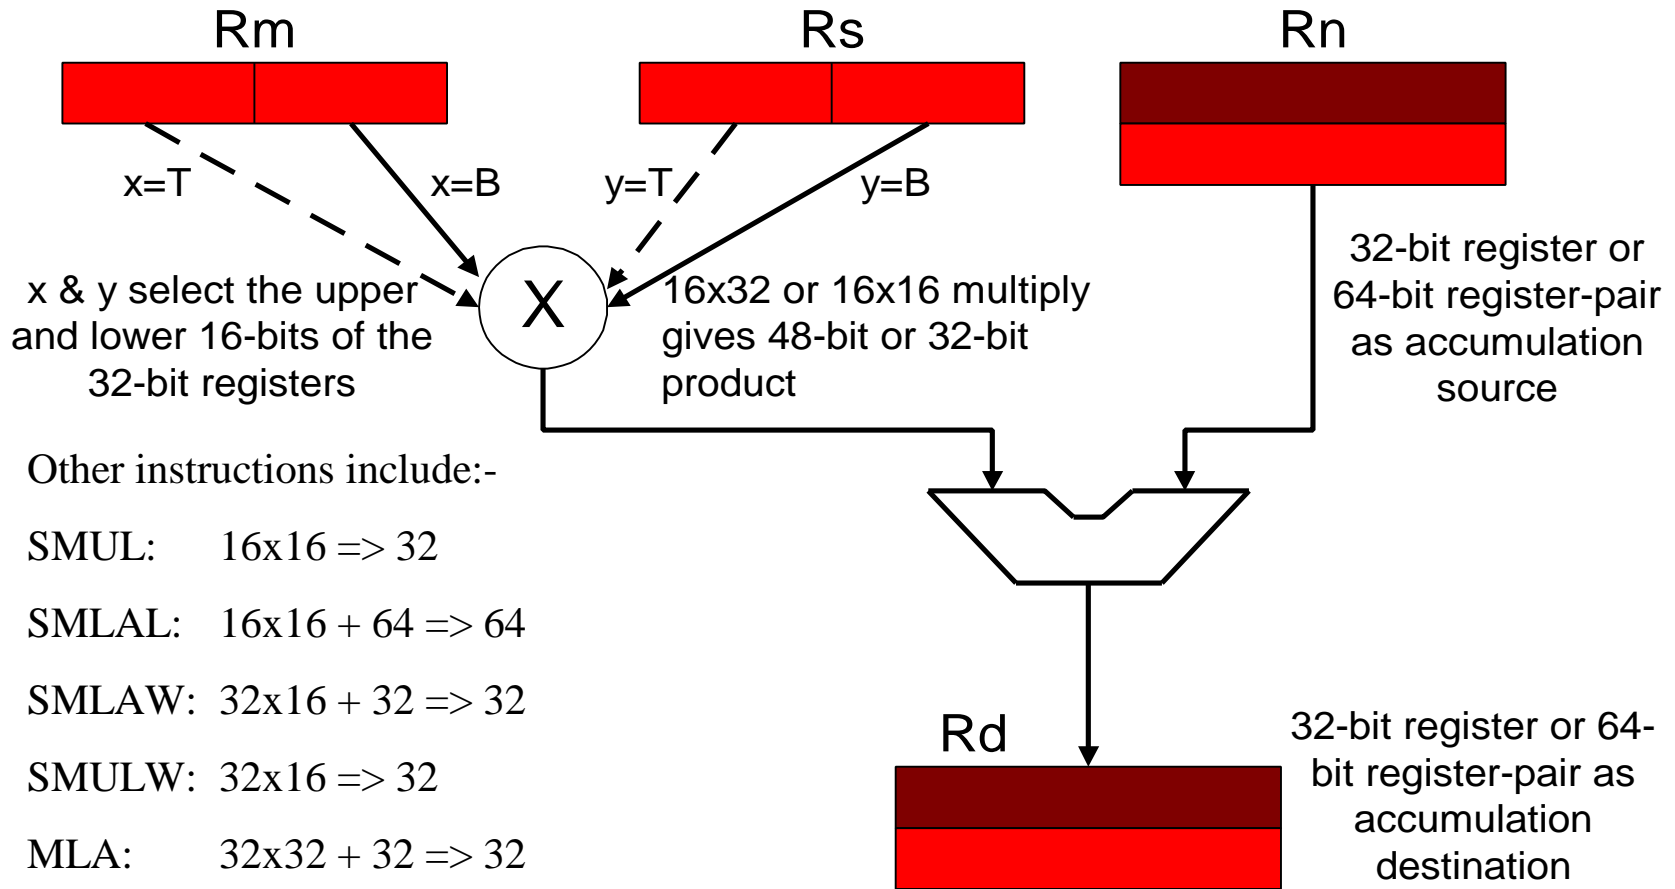 Rm
Rs
Rn
x=T
x=B
y=T
y=B
x & y select the upper
and lower 16-bits of the
32-bit registers
X
16x32 or 16x16 multiply
gives 48-bit or 32-bit
product
32-bit register or
64-bit register-pair
as accumulation
source
Other instructions include:-
SMUL: 16x16 => 32
SMLAL: 16x16 + 64 => 64
SMLAW: 32x16 + 32 => 32
SMULW: 32x16 => 32
MLA: 32x32 + 32 => 32
Rd
32-bit register or 64-
bit register-pair as
accumulation
destination